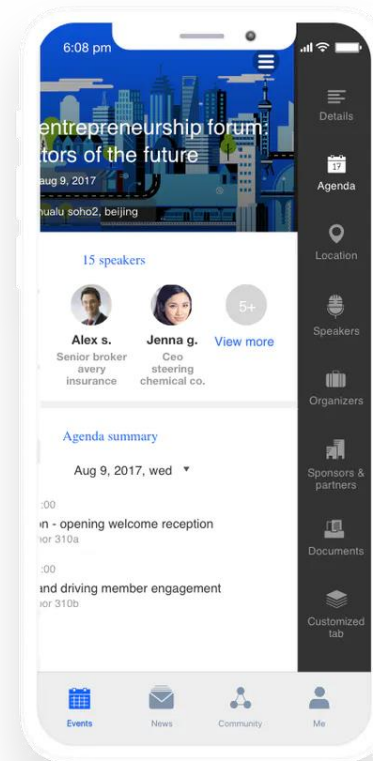 6:08 pm
entrepreneurship forum:
tors of the future
aug 9, 2017
hualu soho2, beijing
15 speakers
5+
Alex s.
Jenna g.
View more
Senior broker
avery
insurance
Ceo
steering
chemical co.
Agenda summary
Aug 9, 2017, wed
:00
on - opening welcome reception
oor 310a
:00
and driving member engagement
oor 310b
Details
17
Agenda
Location
Speakers
Organizers
Sponsors &
partners
Documents
Customized
tab
Events
News
Community
Me